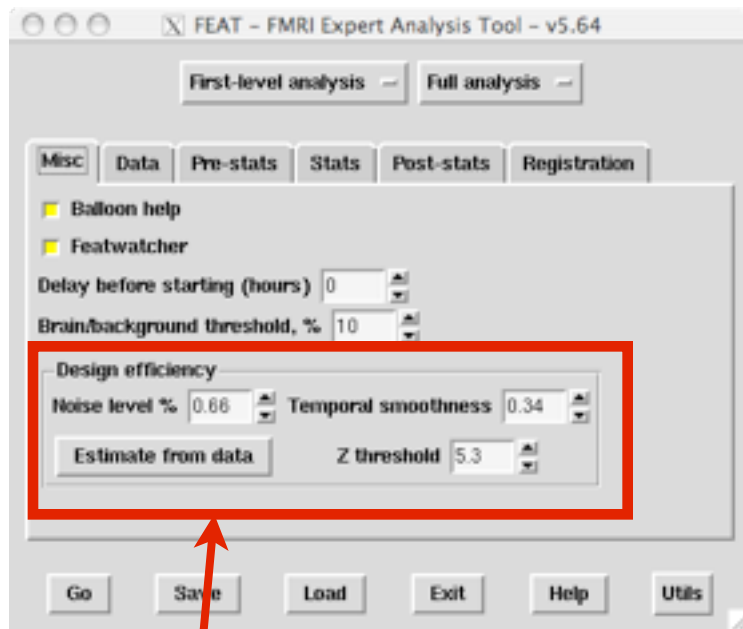 X FEAT - FMRI Expert Analysis Tool - v5.64
First-level analysis Full analysis
Misc Data Pre-stats Stats Post-stats Registration
Balloon help
Featwatcher
Delay before starting (hours) 0
Brain/background threshold, % 10
Design efficiency
Noise level % 0.66 Temporal smoothness 0.34
Estimate from data Z threshold 5.3
Go Save Load Exit Help Utils